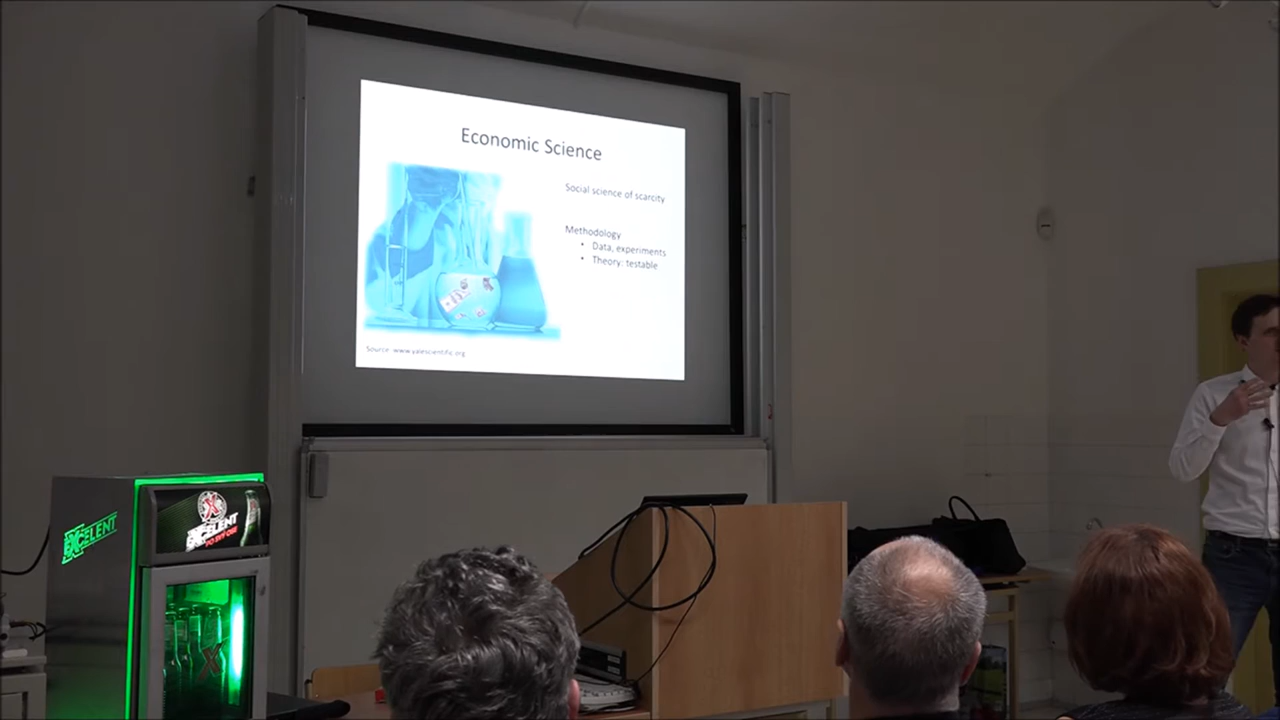 Economic Science
Social science of scarcity
Methodology
• Data, experiments
• Theory: testable
Source: www.yalescientific.org
EXCELENT
X
EXCELENT
X